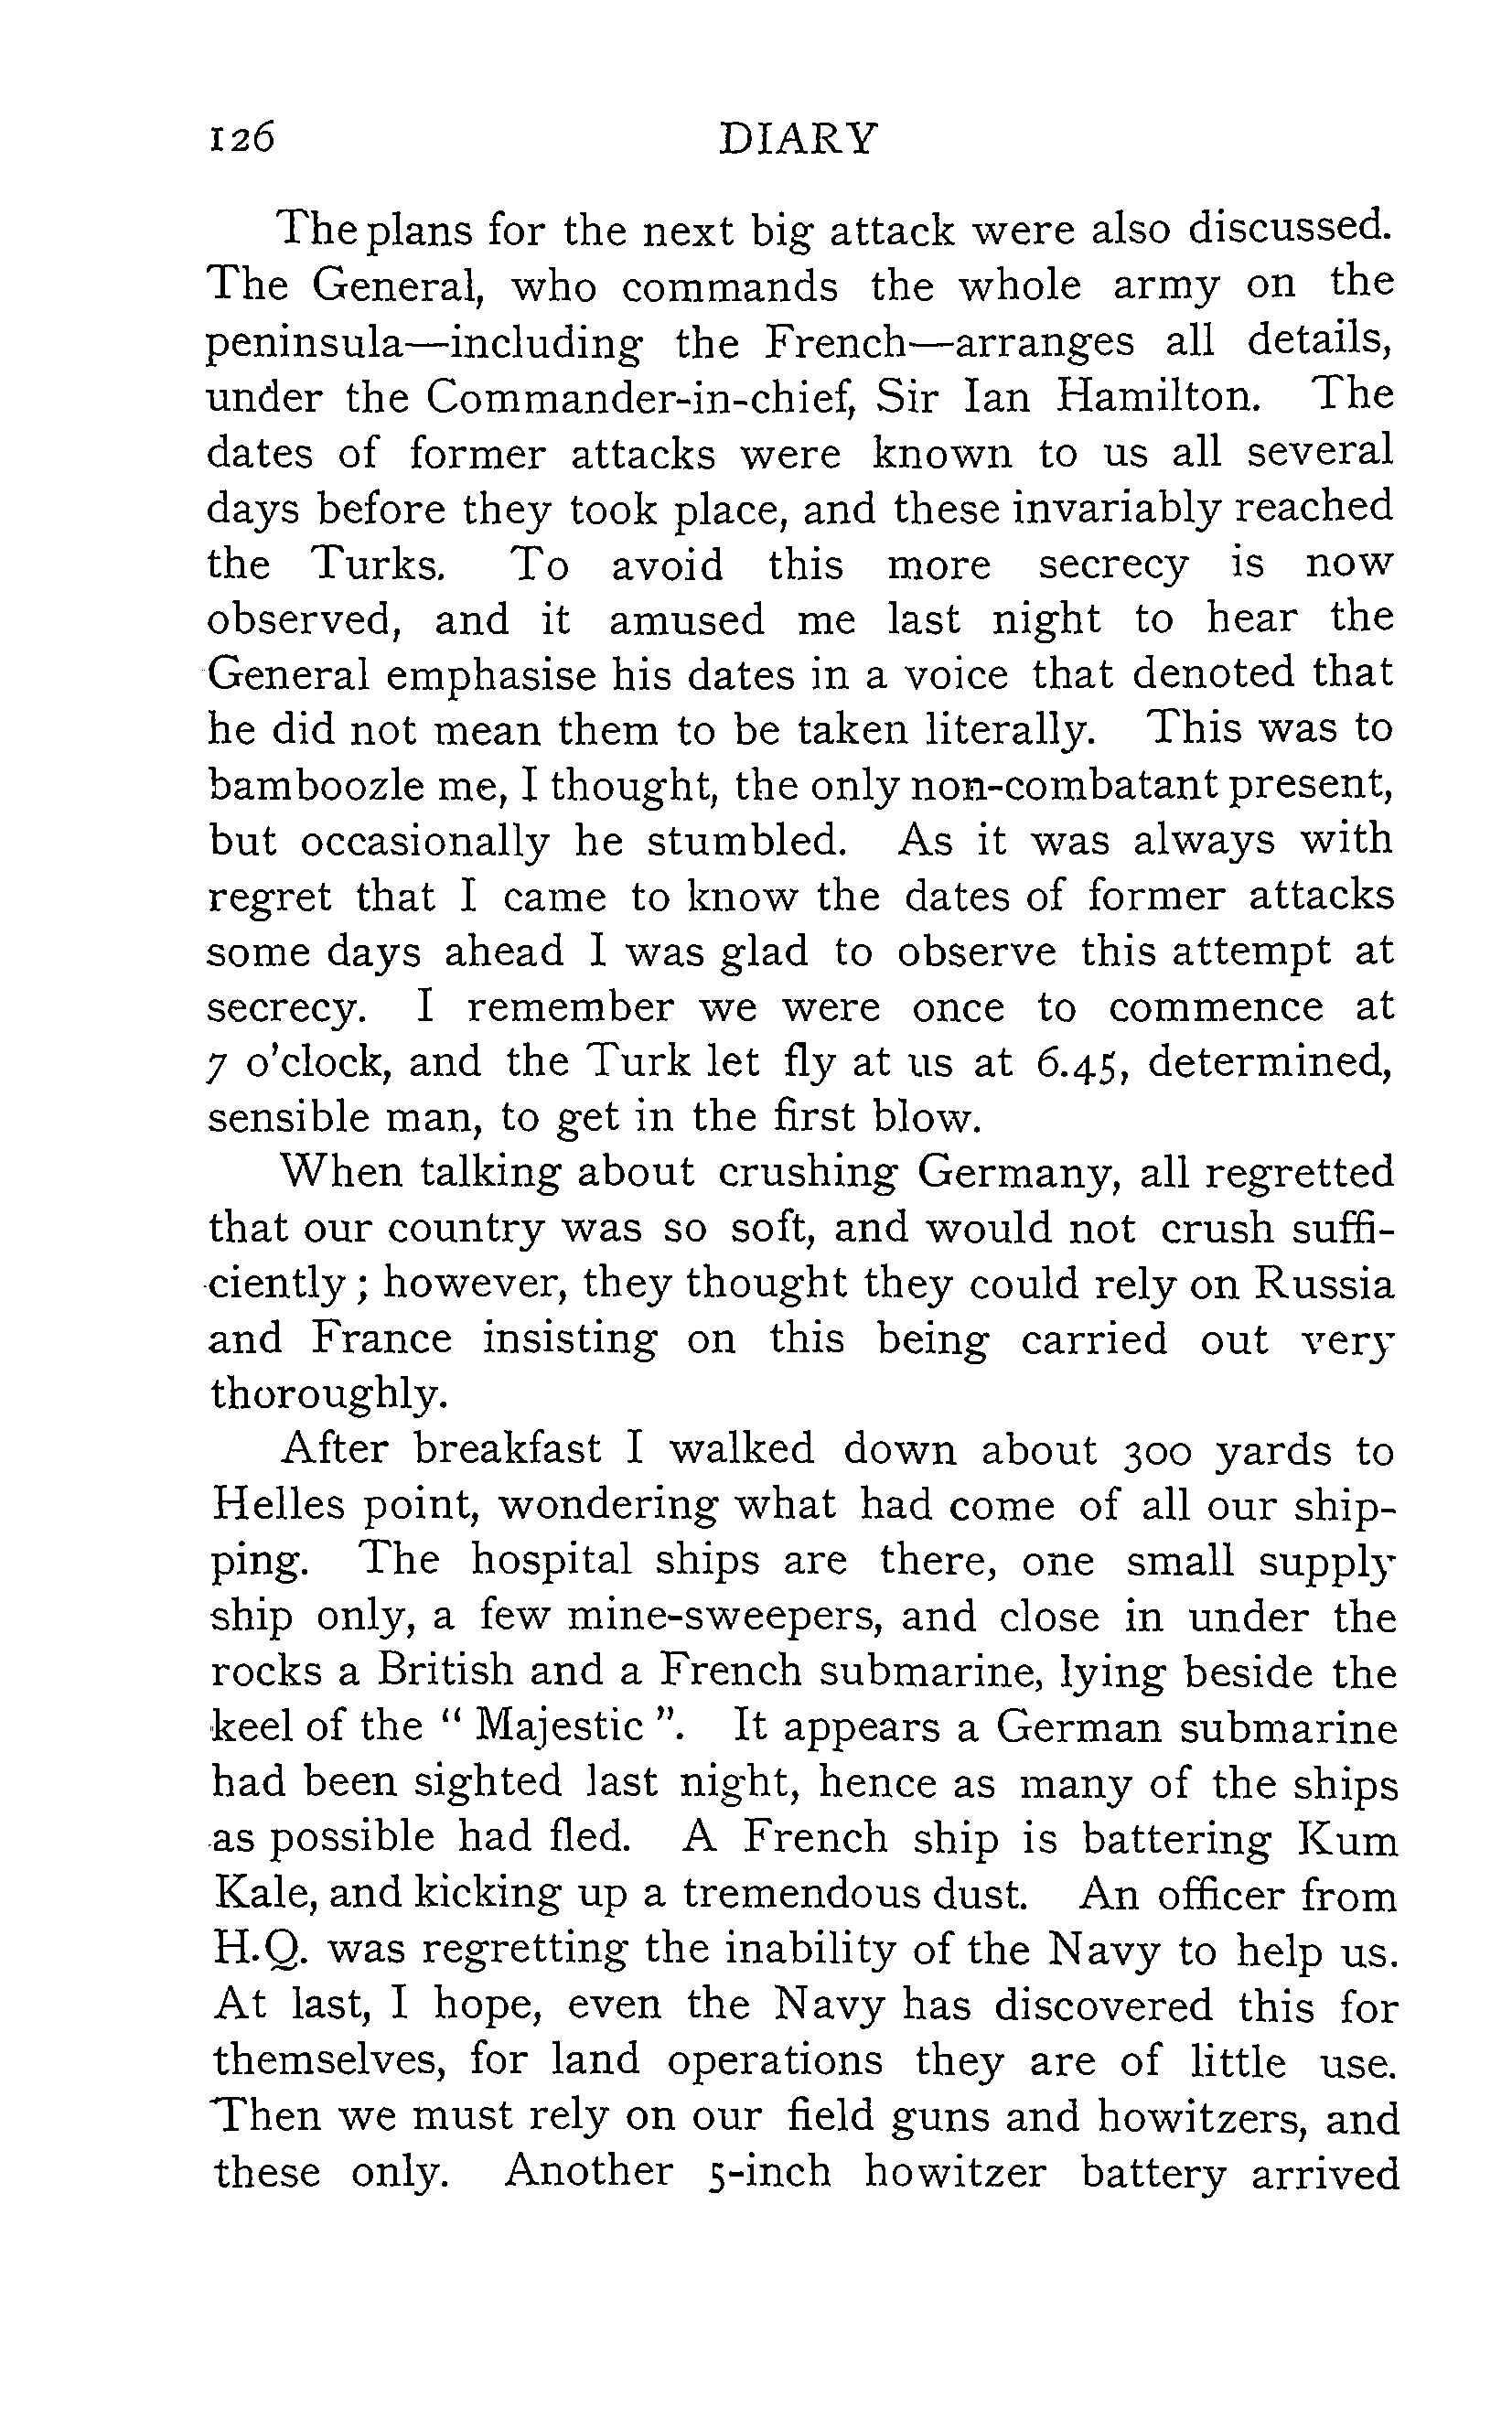 126 DIARY
The plans for the next big attack were also discussed.
The General, who commands the whole army on the
peninsula—including the French—arranges all details,
under the Commander-in-chief, Sir Ian Hamilton. The
dates of former attacks were known to us all several
days before they took place, and these invariably reached
the Turks. To avoid this more secrecy is now
observed, and it amused me last night to hear the
General emphasise his dates in a voice that denoted that
he did not mean them to be taken literally. This was to
bamboozle me, I thought, the only non-combatant present,
but occasionally he stumbled. As it was always with
regret that I came to know the dates of former attacks
some days ahead I was glad to observe this attempt at
secrecy. I remember we were once to commence at
7 o'clock, and the Turk let fly at us at 6.45, determined,
sensible man, to get in the first blow.
When talking about crushing Germany, all regretted
that our country was so soft, and would not crush suffi-
ciently; however, they thought they could rely on Russia
and France insisting on this being carried out very
thoroughly.
After breakfast I walked down about 300 yards to
Helles point, wondering what had come of all our ship-
ping. The hospital ships are there, one small supply
ship only, a few mine-sweepers, and close in under the
rocks a British and a French submarine, lying beside the
keel of the " Majestic ". It appears a German submarine
had been sighted last night, hence as many of the ships
as possible had fled. A French ship is battering Kum
Kale, and kicking up a tremendous dust. An officer from
H.Q. was regretting the inability of the Navy to help us.
At last, I hope, even the Navy has discovered this for
themselves, for land operations they are of little use.
Then we must rely on our field guns and howitzers, and
these only. Another 5-inch howitzer battery arrived